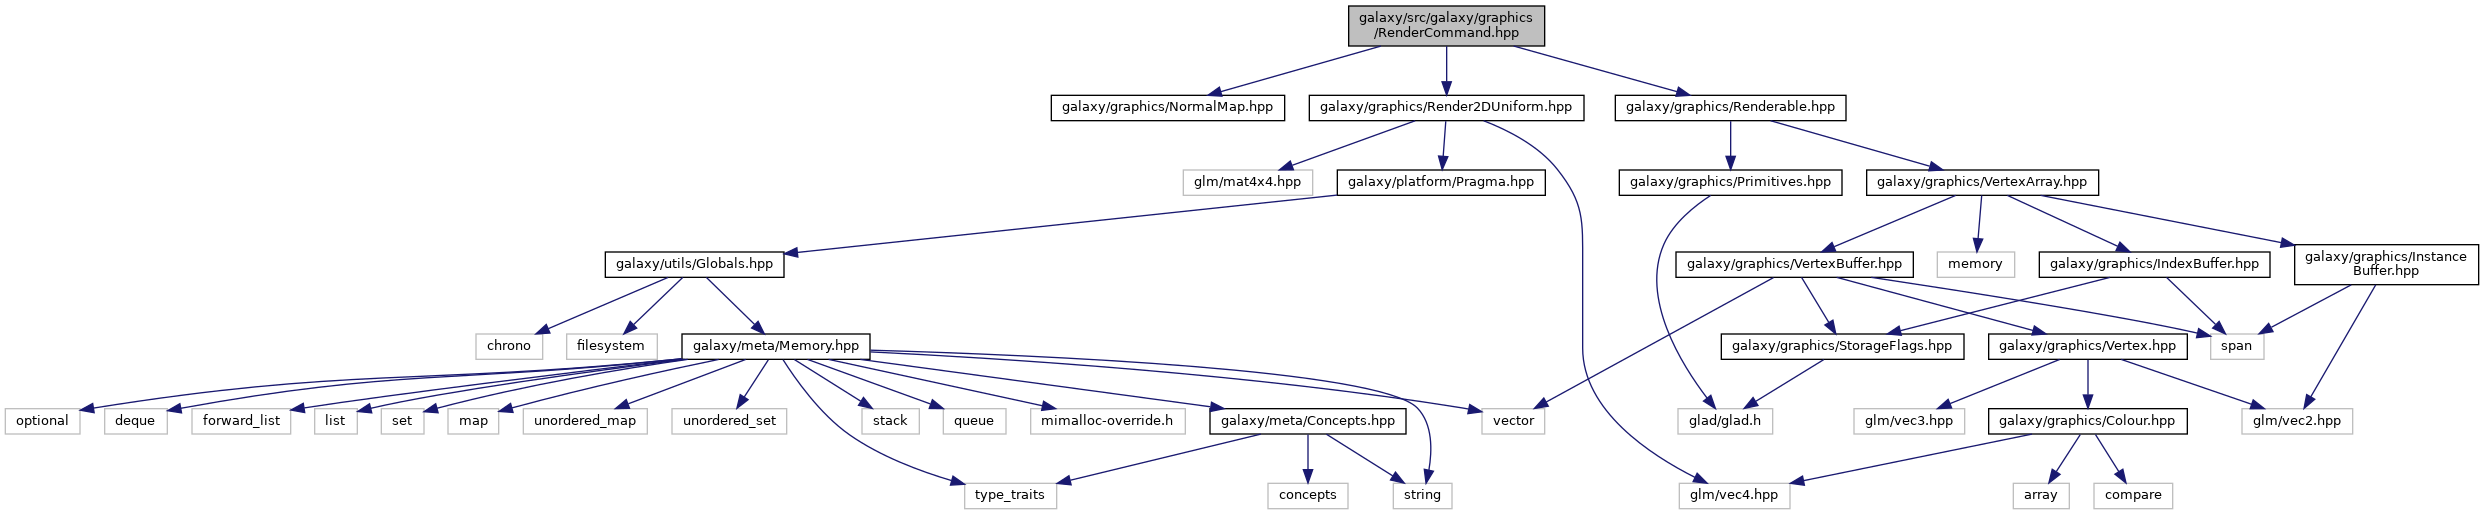 galaxy/src/galaxy/graphics
/RenderCommand.hpp
galaxy/graphics/NormalMap.hpp
galaxy/graphics/Render2DUniform.hpp
galaxy/graphics/Renderable.hpp
glm/mat4x4.hpp
galaxy/platform/Pragma.hpp
galaxy/graphics/Primitives.hpp
galaxy/graphics/VertexArray.hpp
galaxy/utils/Globals.hpp
galaxy/graphics/VertexBuffer.hpp
memory
galaxy/graphics/IndexBuffer.hpp
galaxy/graphics/Instance
Buffer.hpp
chrono
filesystem
galaxy/meta/Memory.hpp
galaxy/graphics/StorageFlags.hpp
galaxy/graphics/Vertex.hpp
span
optional
deque
forward_list
list
set
map
unordered_map
unordered_set
stack
queue
mimalloc-override.h
galaxy/meta/Concepts.hpp
vector
glad/glad.h
glm/vec3.hpp
galaxy/graphics/Colour.hpp
glm/vec2.hpp
type_traits
concepts
string
glm/vec4.hpp
array
compare